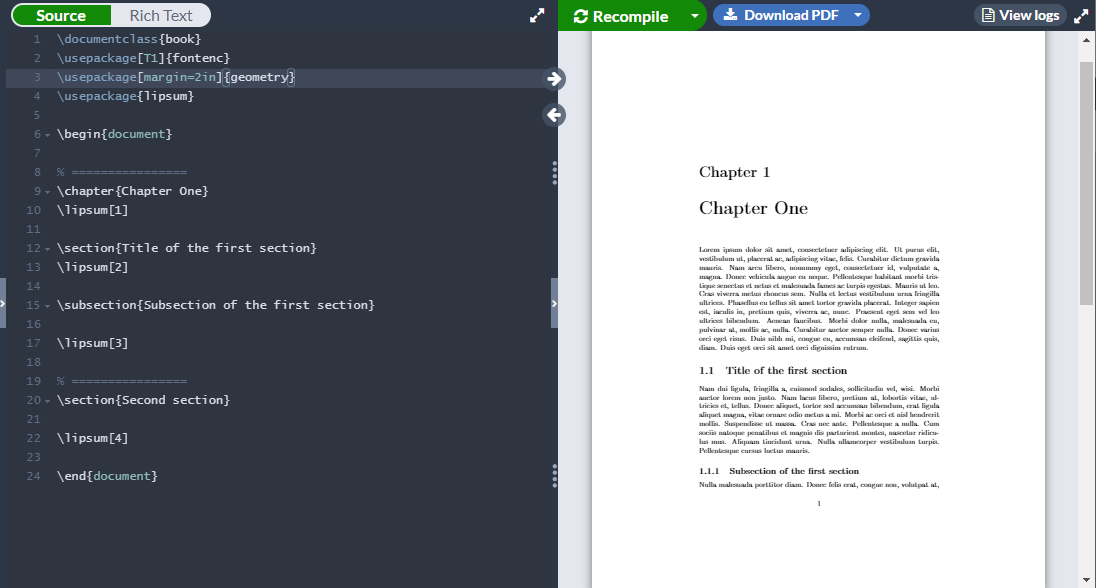 Source Rich Text
Recompile Download PDF View logs
1 \documentclass{book}
2 \usepackage[T1]{fontenc}
3 \usepackage[margin=2in]{geometry}
4 \usepackage{lipsum}
5
6 \begin{document}
7
8 % ================
9 \chapter{Chapter One}
10 \lipsum[1]
11
12 \section{Title of the first section}
13 \lipsum[2]
14
15 \subsection{Subsection of the first section}
16
17 \lipsum[3]
18
19 % ================
20 \section{Second section}
21
22 \lipsum[4]
23
24 \end{document}
Chapter 1
Chapter One
Lorem ipsum dolor sit amet, consectetuer adipiscing elit. Ut purus elit,
vestibulum ut, placerat ac, adipiscing vitae, felis. Curabitur dictum gravida
mauris. Nam arcu libero, nonummy eget, consectetuer id, vulputate a,
magna. Donec vehicula augue eu neque. Pellentesque habitant morbi tris-
tique senectus et netus et malesuada fames ac turpis egestas. Mauris ut leo.
Cras viverra metus rhoncus sem. Nulla et lectus vestibulum urna fringilla
ultrices. Phasellus eu tellus sit amet tortor gravida placerat. Integer sapien
est, iaculis in, pretium quis, viverra ac, nunc. Praesent eget sem vel leo
ultrices bibendum. Aenean faucibus. Morbi dolor nulla, malesuada eu,
pulvinar at, mollis ac, nulla. Curabitur auctor semper nulla. Donec varius
orci eget risus. Duis nibh mi, congue eu, accumsan eleifend, sagittis quis,
diam. Duis eget orci sit amet orci dignissim rutrum.
1.1 Title of the first section
Nam dui ligula, fringilla a, euismod sodales, sollicitudin vel, wisi. Morbi
auctor lorem non justo. Nam lacus libero, pretium at, lobortis vitae, ul-
tricies et, tellus. Donec aliquet, tortor sed accumsan bibendum, erat ligula
aliquet magna, vitae ornare odio metus a mi. Morbi ac orci et nisl hendrerit
mollis. Suspendisse ut massa. Cras nec ante. Pellentesque a nulla. Cum
sociis natoque penatibus et magnis dis parturient montes, nascetur ridicu-
lus mus. Aliquam tincidunt urna. Nulla ullamcorper vestibulum turpis.
Pellentesque cursus luctus mauris.
1.1.1 Subsection of the first section
Nulla malesuada porttitor diam. Donec felis erat, congue non, volutpat at,
1